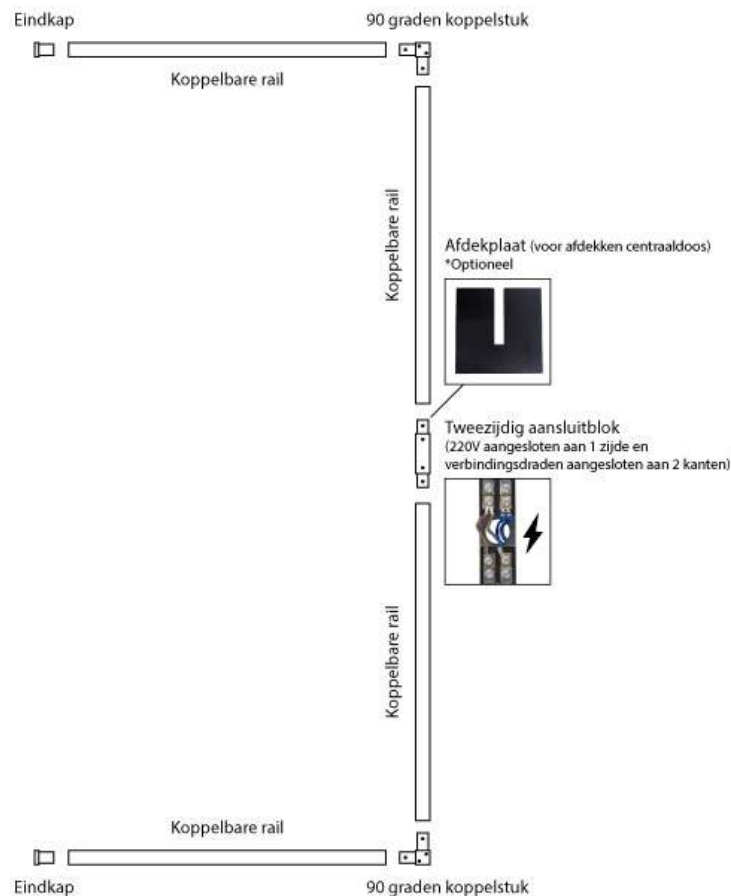 Eindkap
90 graden koppelstuk
Koppelbare rail
Koppelbare rail
Afdekplaat (voor afdekken centraaldoos)
*Optioneel
Tweezijdig aansluitblok
(220V aangesloten aan 1 zijde en
verbindingsdraden aangesloten aan 2 kanten)
Koppelbare rail
Koppelbare rail
Eindkap
90 graden koppelstuk